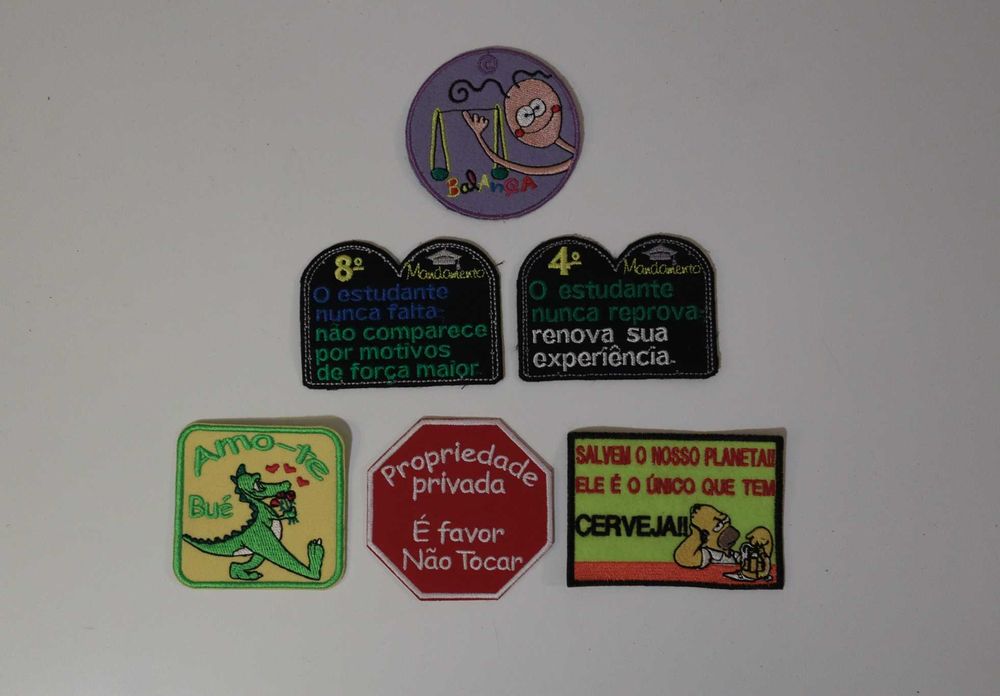 BalAnçA
8º Mandamento
O estudante
nunca falta;
não comparece
por motivos
de força maior.
4º Mandamento
O estudante
nunca reprova;
renova sua
experiência.
Amo-te
Bué
Propriedade
privada
É favor
Não Tocar
SALVEM O NOSSO PLANETA!!
ELE É O ÚNICO QUE TEM
CERVEJA!!